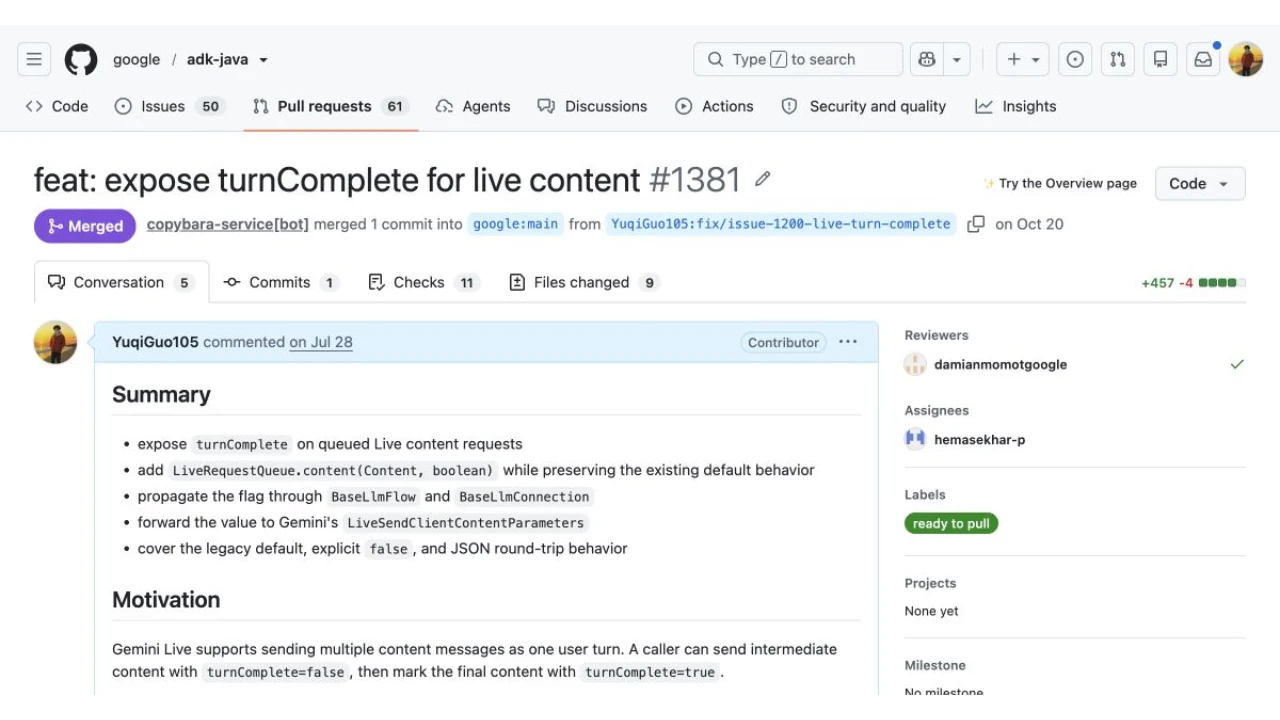 google / adk-java
Type / to search
Code
Issues 50
Pull requests 61
Agents
Discussions
Actions
Security and quality
Insights
feat: expose turnComplete for live content #1381
Try the Overview page
Code
Merged
copybara-service[bot] merged 1 commit into google:main from YuqiGuo105:fix/issue-1200-live-turn-complete on Oct 20
Conversation 5
Commits 1
Checks 11
Files changed 9
+457 -4
YuqiGuo105 commented on Jul 28
Contributor
Summary
• expose turnComplete on queued Live content requests
• add LiveRequestQueue.content(Content, boolean) while preserving the existing default behavior
• propagate the flag through BaseLlmFlow and BaseLlmConnection
• forward the value to Gemini's LiveSendClientContentParameters
• cover the legacy default, explicit false, and JSON round-trip behavior
Motivation
Gemini Live supports sending multiple content messages as one user turn. A caller can send intermediate
content with turnComplete=false, then mark the final content with turnComplete=true.
Reviewers
damianmomotgoogle
Assignees
hemasekhar-p
Labels
ready to pull
Projects
None yet
Milestone
No milestone